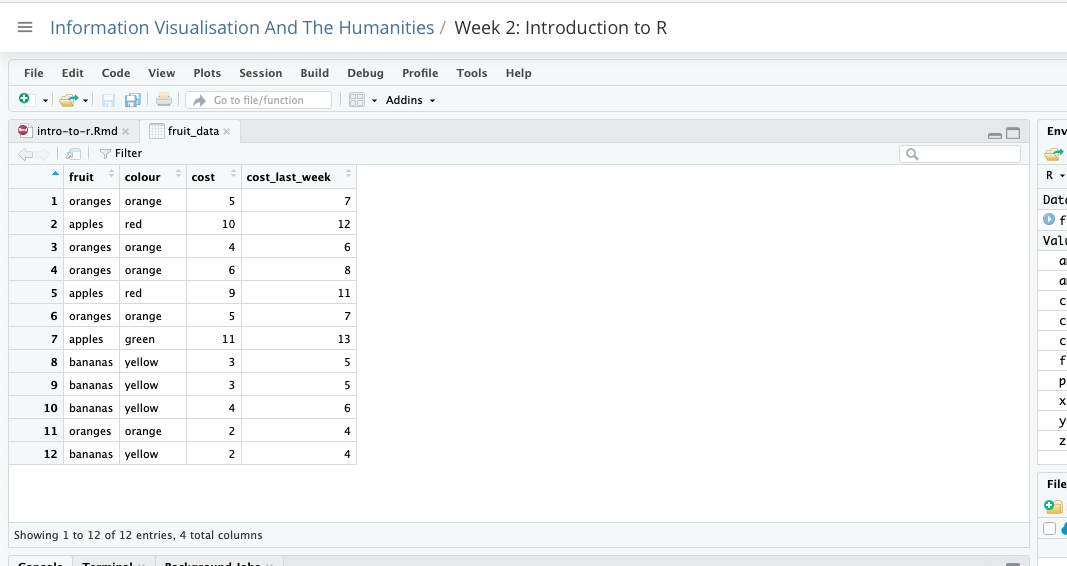 Information Visualisation And The Humanities / Week 2: Introduction to R
File Edit Code View Plots Session Build Debug Profile Tools Help
Go to file/function Addins
intro-to-r.Rmd × fruit_data ×
Filter
fruit colour cost cost_last_week
1 oranges orange 5 7
2 apples red 10 12
3 oranges orange 4 6
4 oranges orange 6 8
5 apples red 9 11
6 oranges orange 5 7
7 apples green 11 13
8 bananas yellow 3 5
9 bananas yellow 3 5
10 bananas yellow 4 6
11 oranges orange 2 4
12 bananas yellow 2 4
Showing 1 to 12 of 12 entries, 4 total columns
Console Terminal × Background Jobs ×
Env
R
Data
f
Valu
a
a
c
c
c
f
p
x
y
z
File